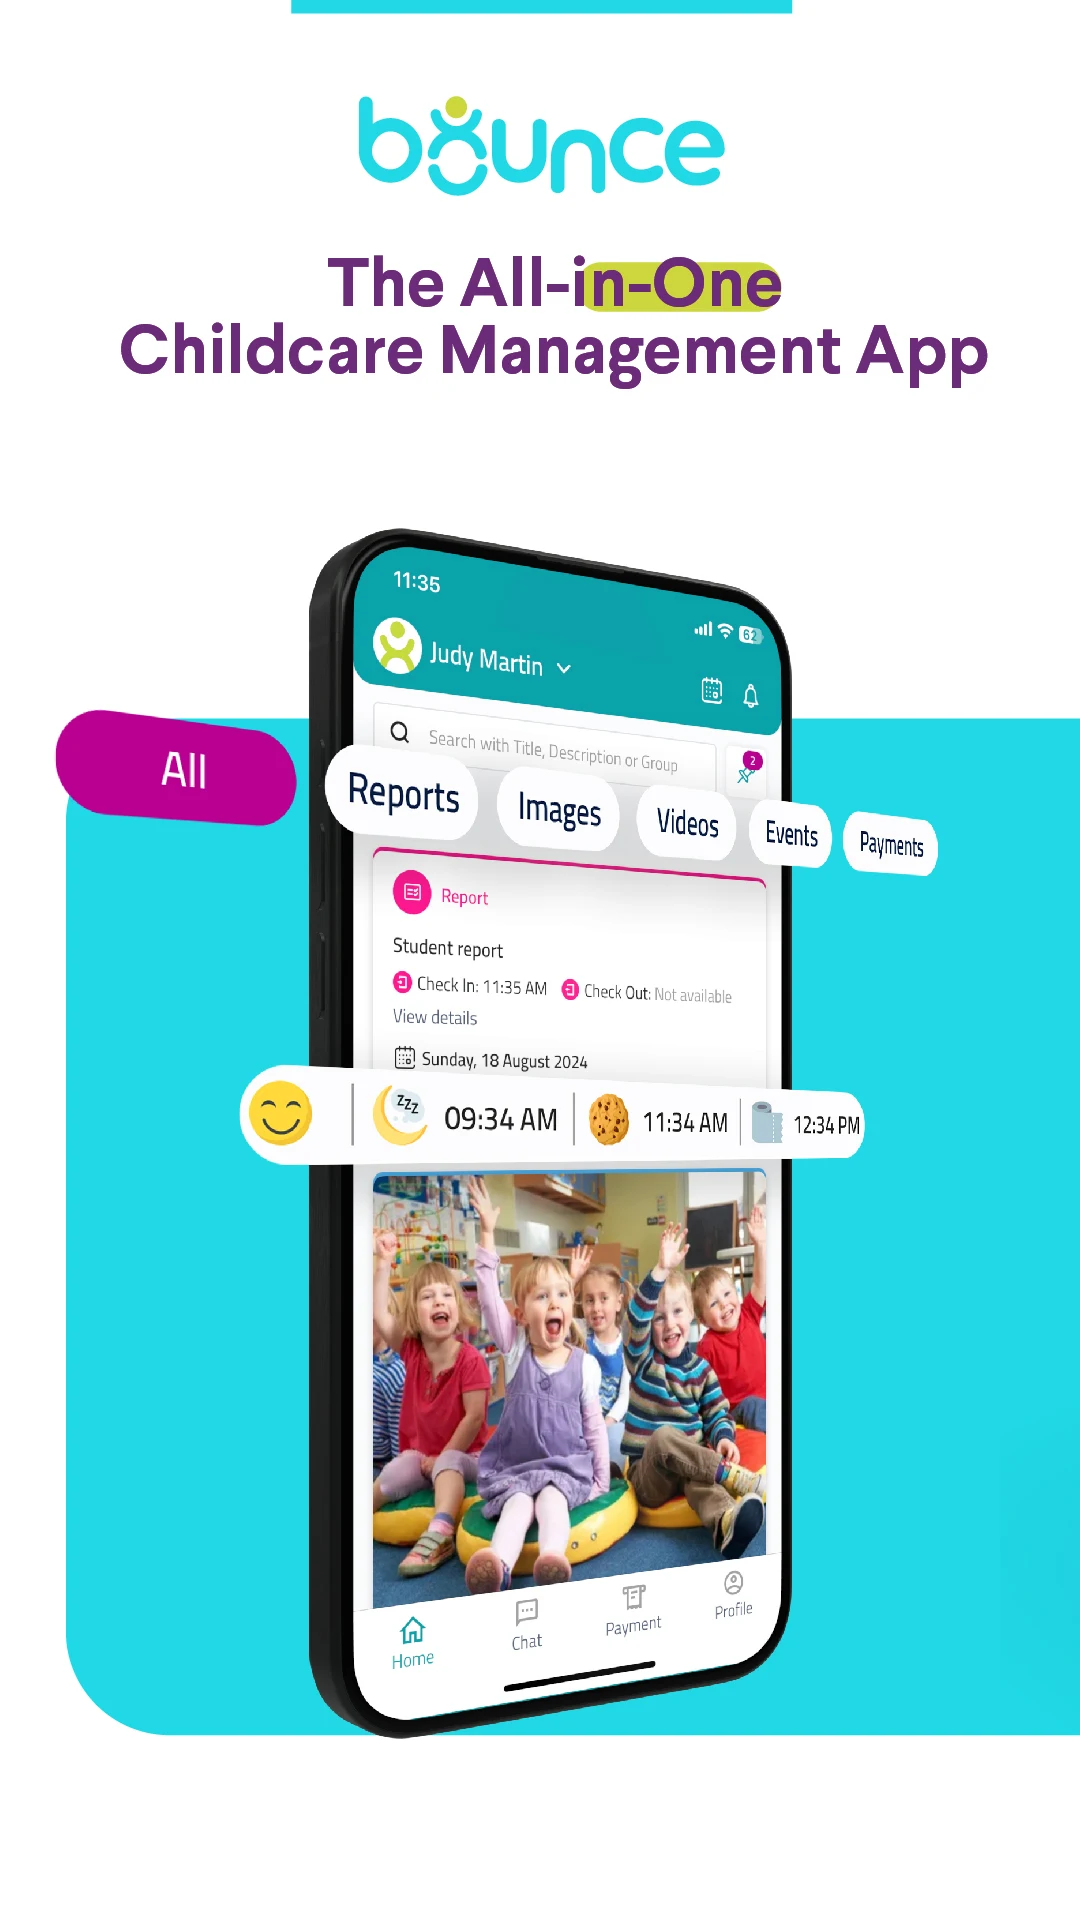 bounce
The All-in-One
Childcare Management App
11:35
62
Judy Martin
Search with Title, Description or Group
2
All
Reports
Images
Videos
Events
Payments
Report
Student report
Check In: 11:35 AM
Check Out: Not available
View details
Sunday, 18 August 2024
zzz
09:34 AM
11:34 AM
12:34 PM
Home
Chat
Payment
Profile